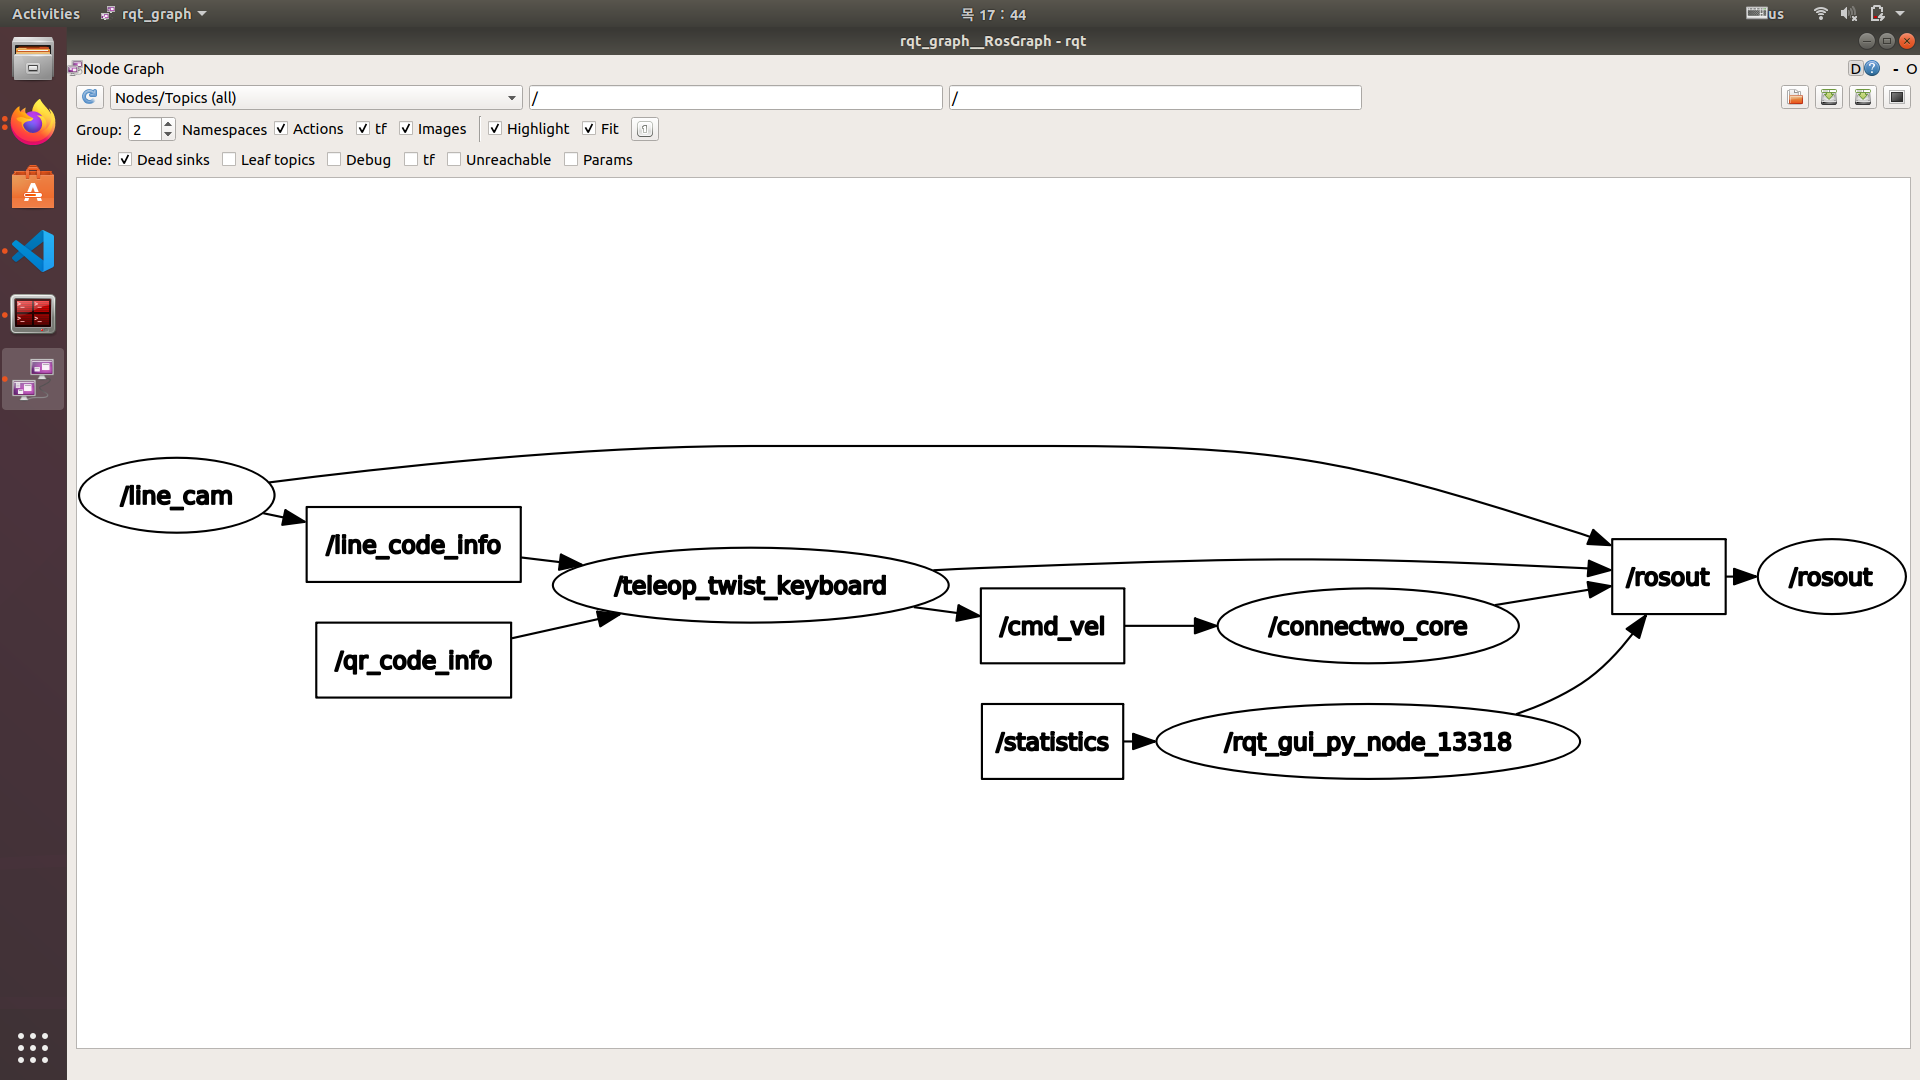 Activities rqt_graph 목 17 : 44 us
rqt_graph__RosGraph - rqt
Node Graph D ? - O
Nodes/Topics (all) / /
Group: 2 Namespaces Actions tf Images Highlight Fit
Hide: Dead sinks Leaf topics Debug tf Unreachable Params
/line_cam
/line_code_info
/teleop_twist_keyboard
/qr_code_info
/cmd_vel
/connectwo_core
/rosout
/rosout
/statistics
/rqt_gui_py_node_13318